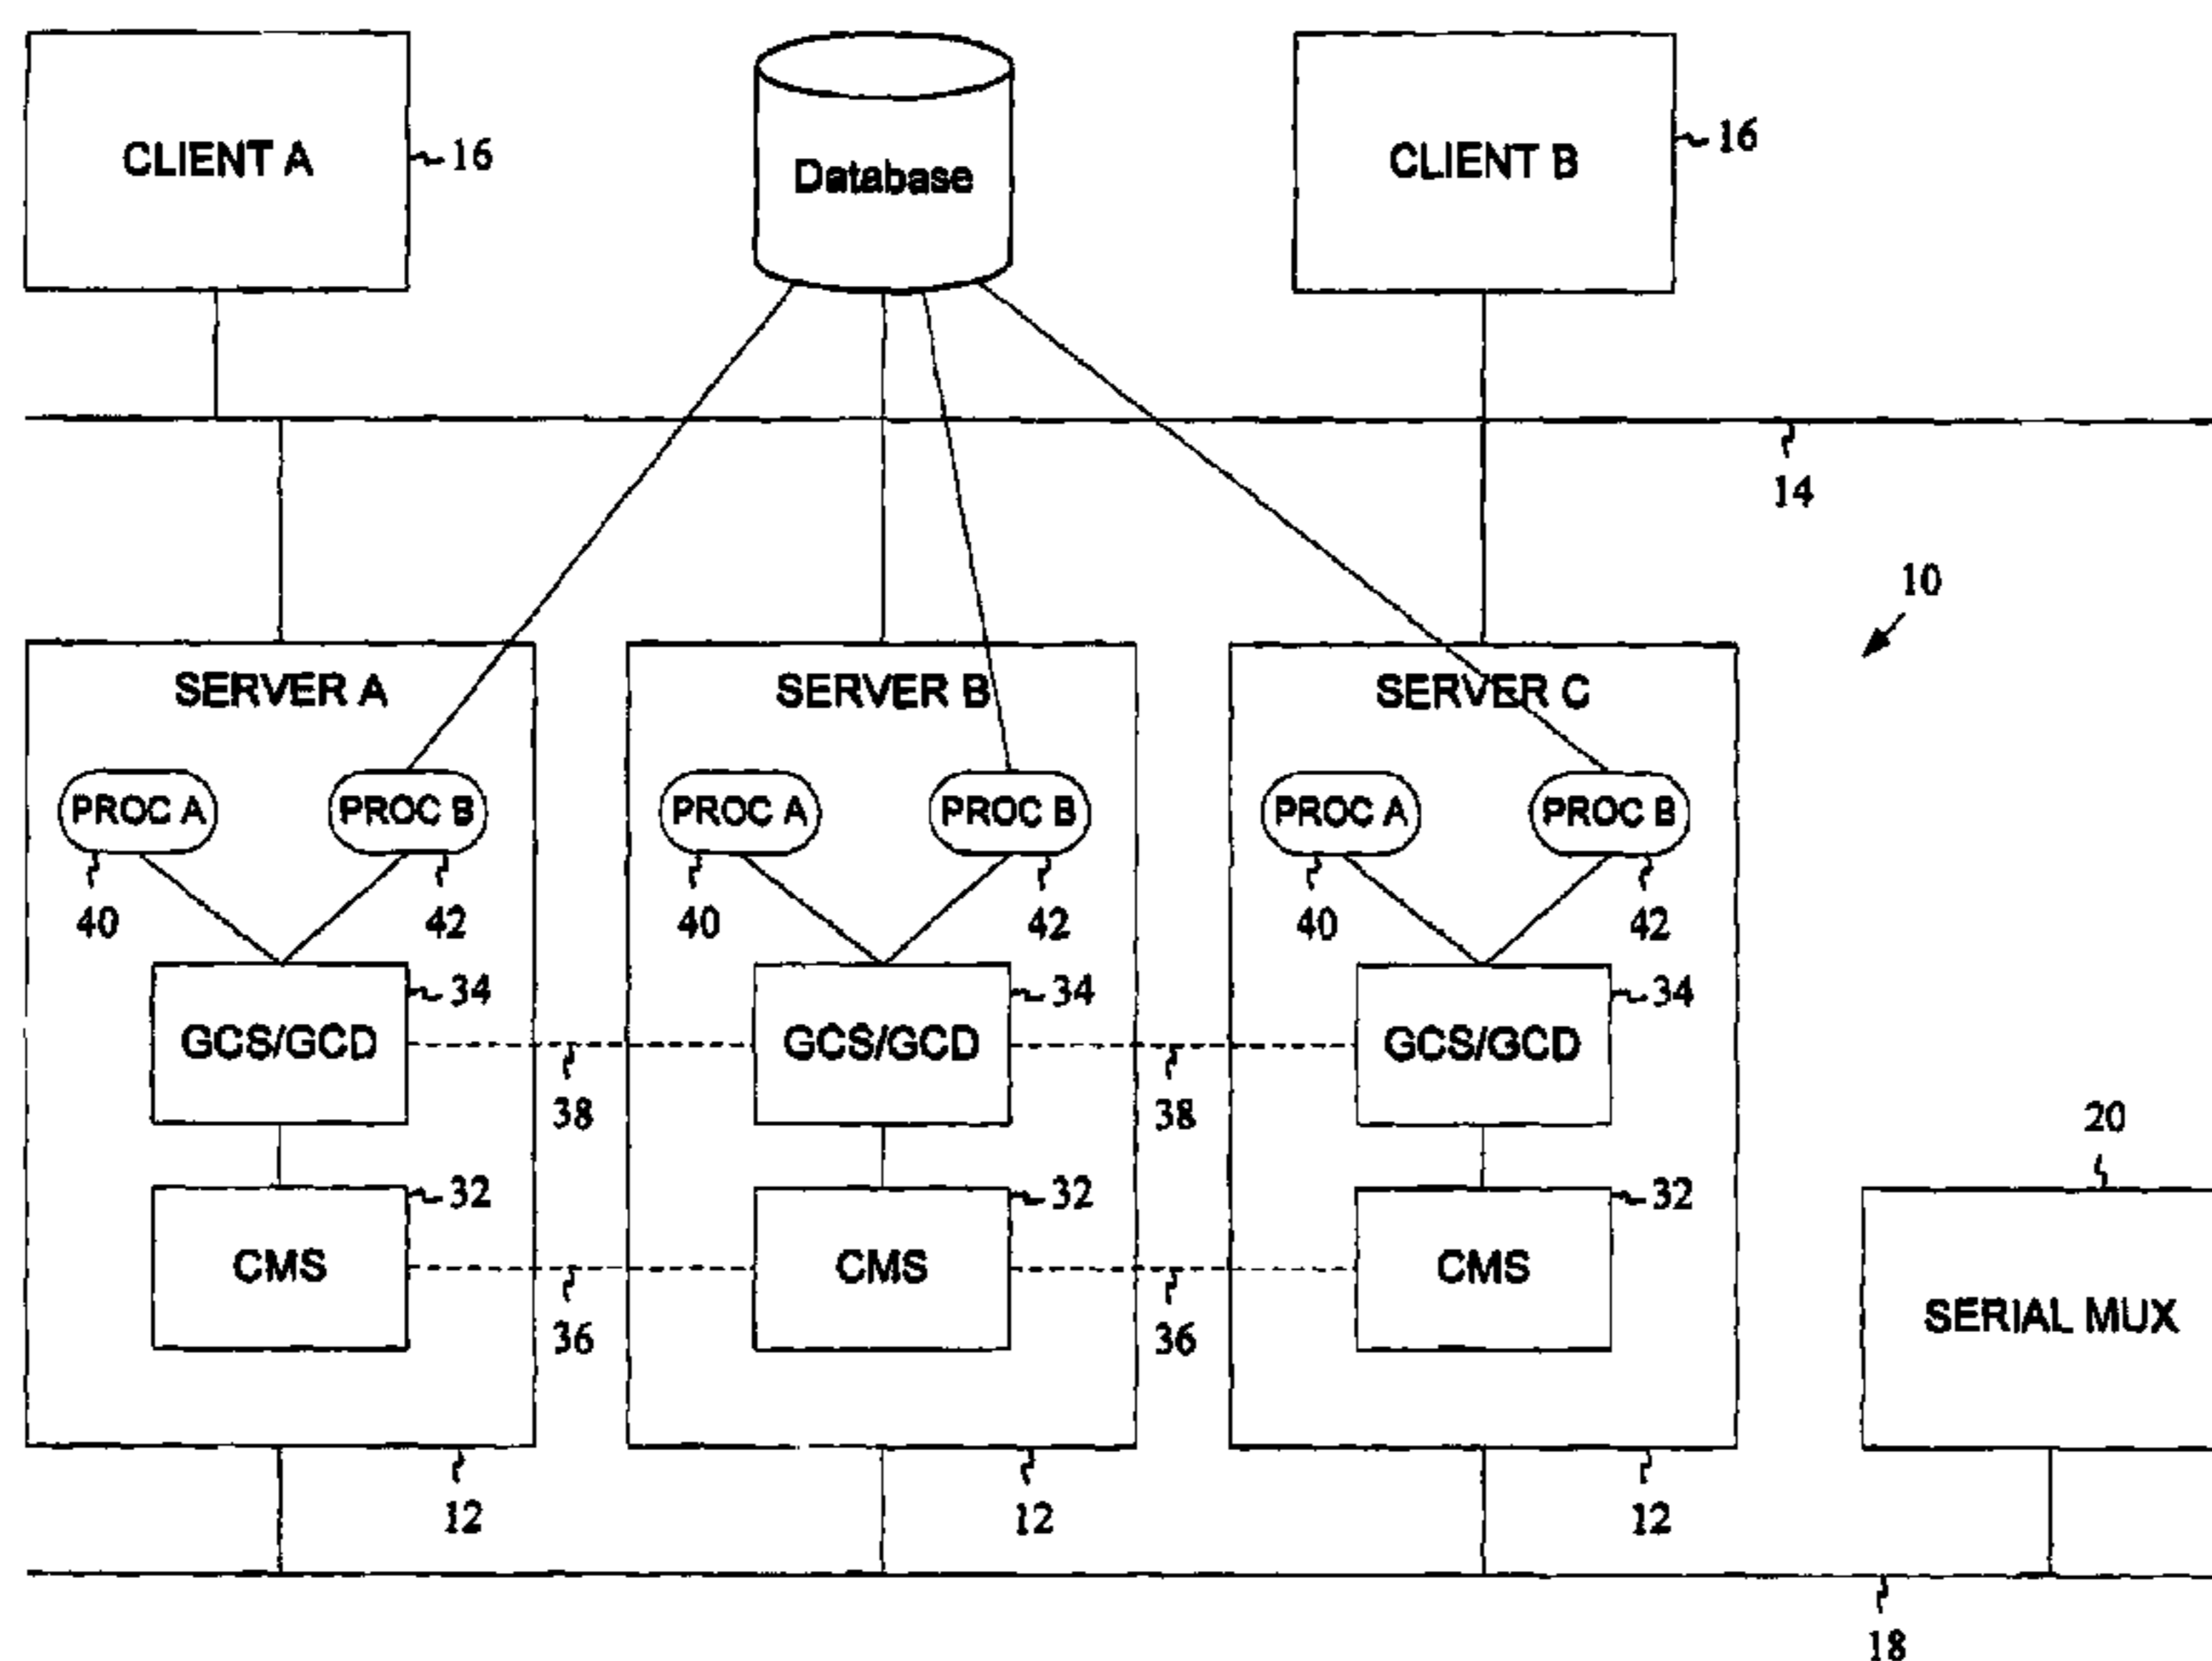 CLIENT A
16
Database
CLIENT B
16
14
10
SERVER A
SERVER B
SERVER C
PROC A
PROC B
PROC A
PROC B
PROC A
PROC B
40
42
40
42
40
42
GCS/GCD
34
GCS/GCD
34
GCS/GCD
34
38
38
20
CMS
32
CMS
32
CMS
32
36
36
SERIAL MUX
12
12
12
18